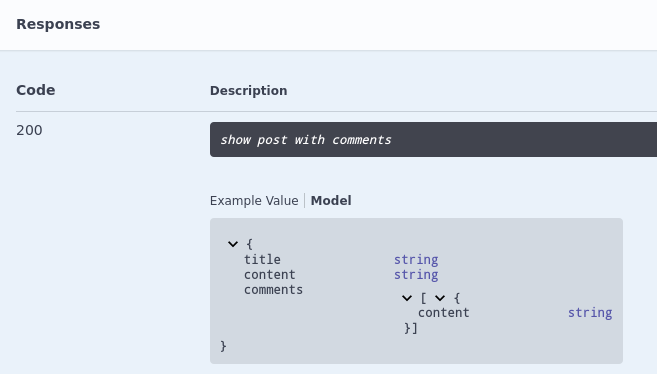 Responses
Code Description
200 show post with comments
Example Value Model
{
title string
content string
comments
[ {
content string
}]
}